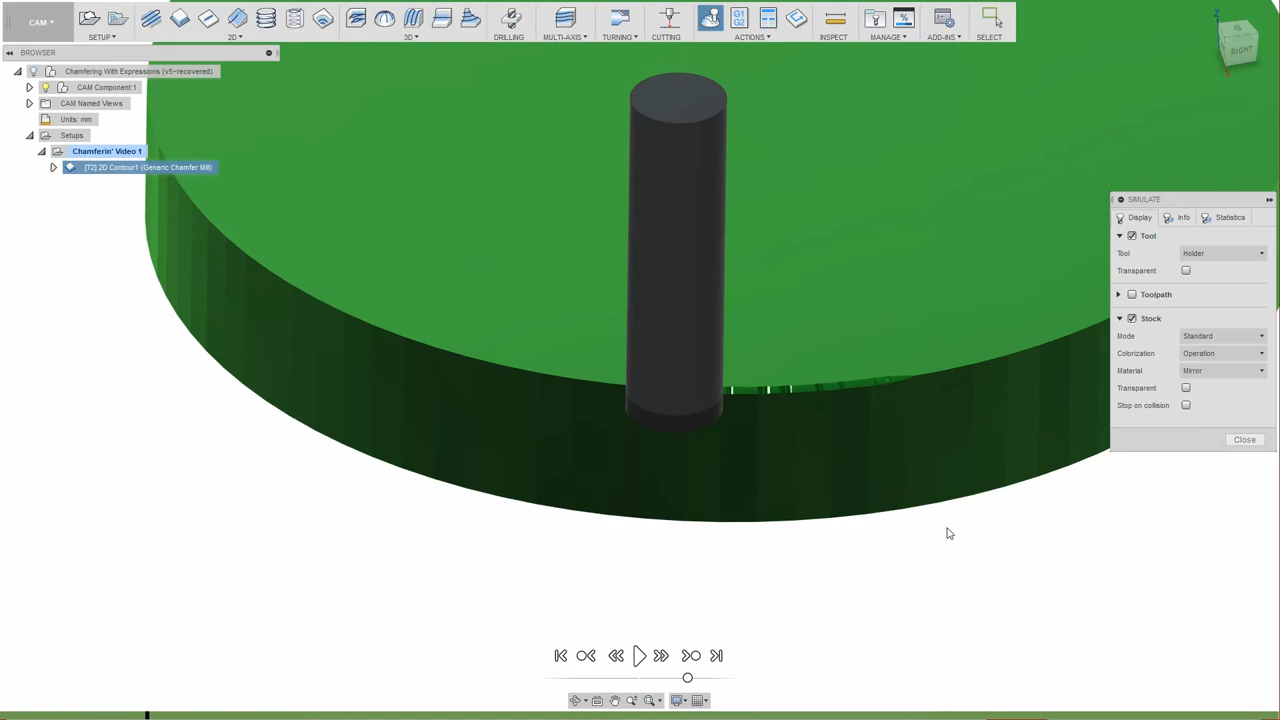 CAM
SETUP
2D
3D
DRILLING
MULTI-AXIS
TURNING
CUTTING
G1
G2
ACTIONS
INSPECT
MANAGE
ADD-INS
SELECT
BROWSER
Chamfering With Expressions (v5~recovered)
CAM Component:1
CAM Named Views
Units: mm
Setups
Chamferin' Video 1
[T2] 2D Contour1 (Generic Chamfer Mill)
Z
RIGHT
SIMULATE
Display Info Statistics
Tool
Tool Holder
Transparent
Toolpath
Stock
Mode Standard
Colorization Operation
Material Mirror
Transparent
Stop on collision
Close